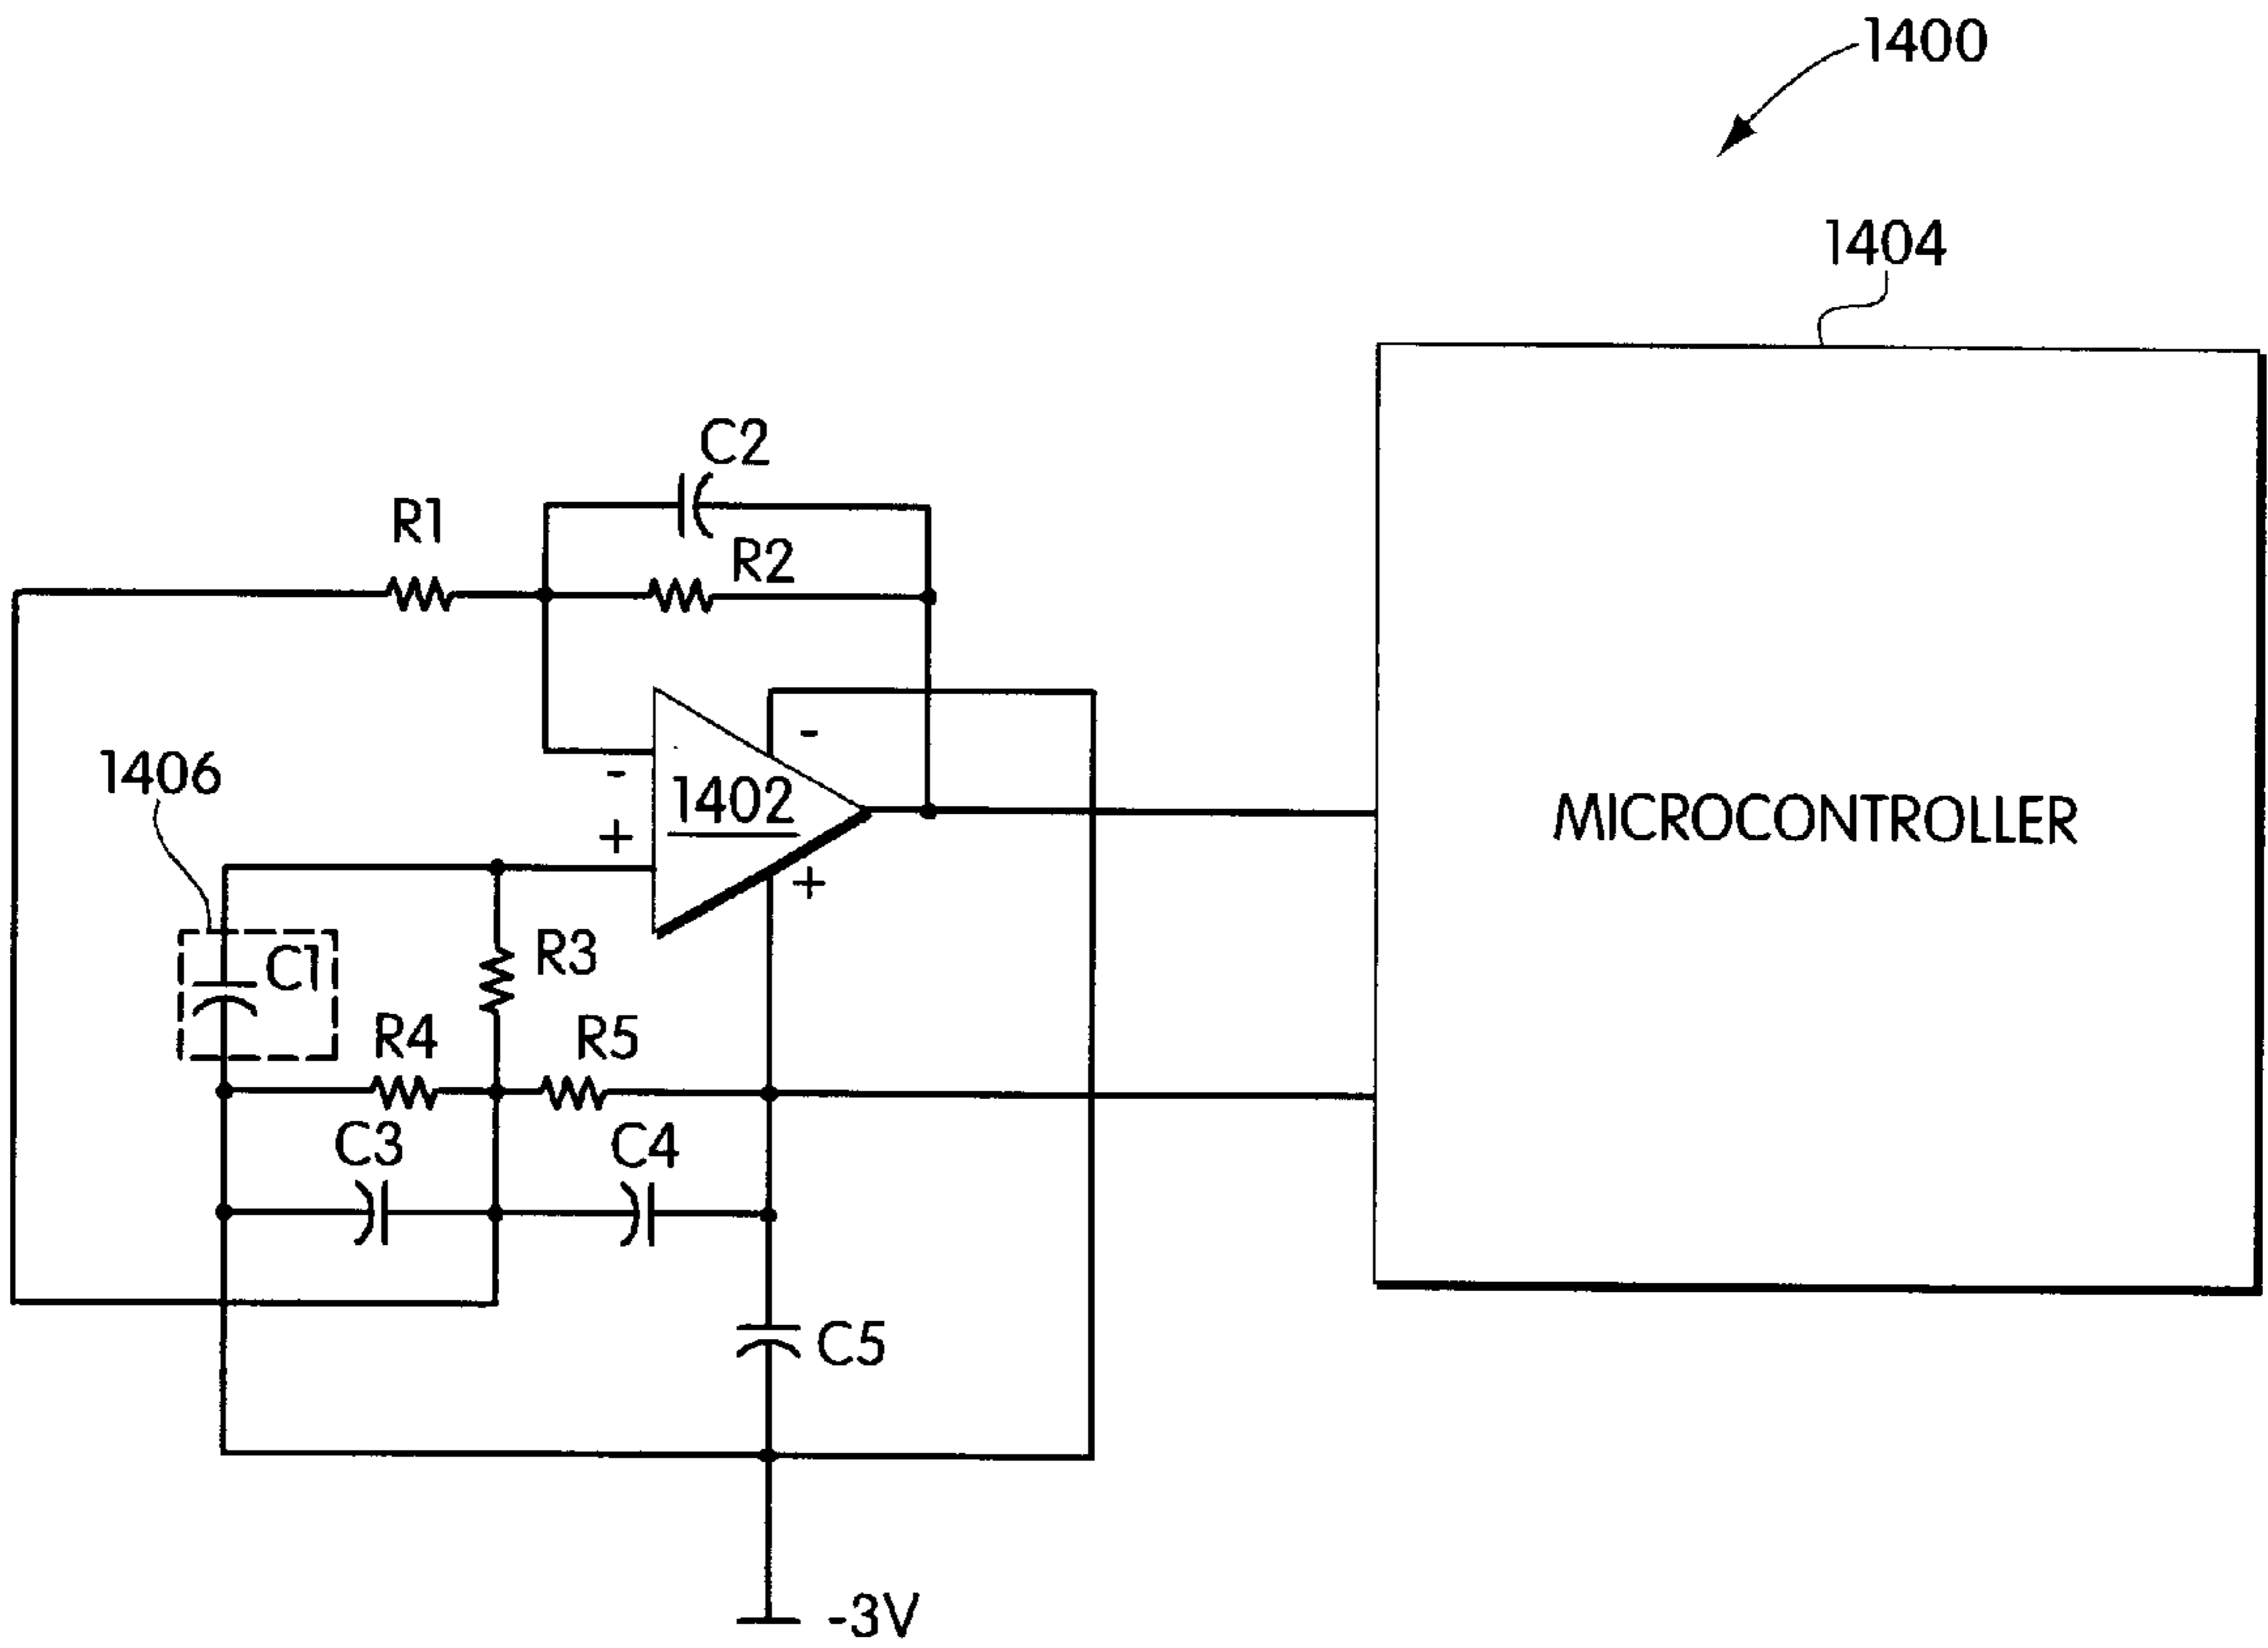 1400
1404
C2
R1
R2
-
1406
-
1402
+
MICROCONTROLLER
+
C1
R3
R4
R5
C3
C4
C5
-3V